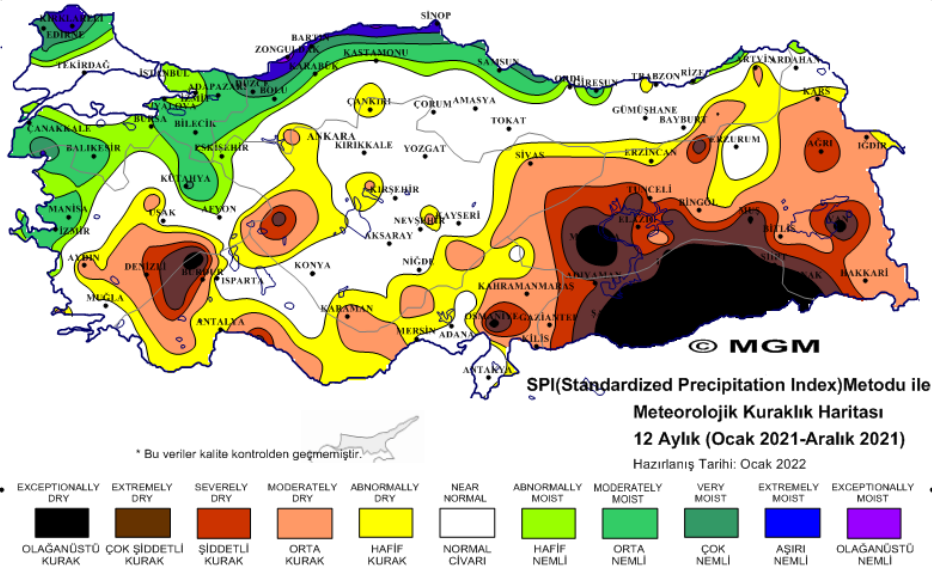 KIRKLARELİ
EDİRNE
TEKİRDAĞ
İSTANBUL
SİNOP
BARTIN
ZONGULDAK
KASTAMONU
KARABÜK
DÜZCE
BOLU
ADAPAZARI
İZMİT
YALOVA
BURSA
BİLECİK
SAMSUN
ORDU
GİRESUN
TRABZON
RİZE
ARTVİN
ARDAHAN
KARS
ÇANAKKALE
BALIKESİR
ESKİŞEHİR
KÜTAHYA
ANKARA
ÇANKIRI
ÇORUM
AMASYA
TOKAT
GÜMÜŞHANE
BAYBURT
ERZURUM
AĞRI
IĞDIR
KIRIKKALE
YOZGAT
SİVAS
ERZİNCAN
MANİSA
UŞAK
AFYON
KIRŞEHİR
NEVŞEHİR
KAYSERİ
TUNCELİ
BİNGÖL
ELAZIĞ
MUŞ
BİTLİS
VAN
İZMİR
AKSARAY
AYDIN
DENİZLİ
BURDUR
ISPARTA
KONYA
NİĞDE
KAHRAMANMARAŞ
ADIYAMAN
SİİRT
HAKKARİ
MUĞLA
ANTALYA
KARAMAN
MERSİN
ADANA
OSMANİYE
GAZİANTEP
KİLİS
ANTAKYA
© MGM
SPI(Standardized Precipitation Index)Metodu ile
Meteorolojik Kuraklık Haritası
12 Aylık (Ocak 2021-Aralık 2021)
Hazırlanış Tarihi: Ocak 2022
* Bu veriler kalite kontrolden geçmemiştir.
EXCEPTIONALLY DRY
EXTREMELY DRY
SEVERELY DRY
MODERATELY DRY
ABNORMALLY DRY
NEAR NORMAL
ABNORMALLY MOIST
MODERATELY MOIST
VERY MOIST
EXTREMELY MOIST
EXCEPTIONALLY MOIST
OLAĞANÜSTÜ KURAK
ÇOK ŞİDDETLİ KURAK
ŞİDDETLİ KURAK
ORTA KURAK
HAFİF KURAK
NORMAL CİVARI
HAFİF NEMLİ
ORTA NEMLİ
ÇOK NEMLİ
AŞIRI NEMLİ
OLAĞANÜSTÜ NEMLİ